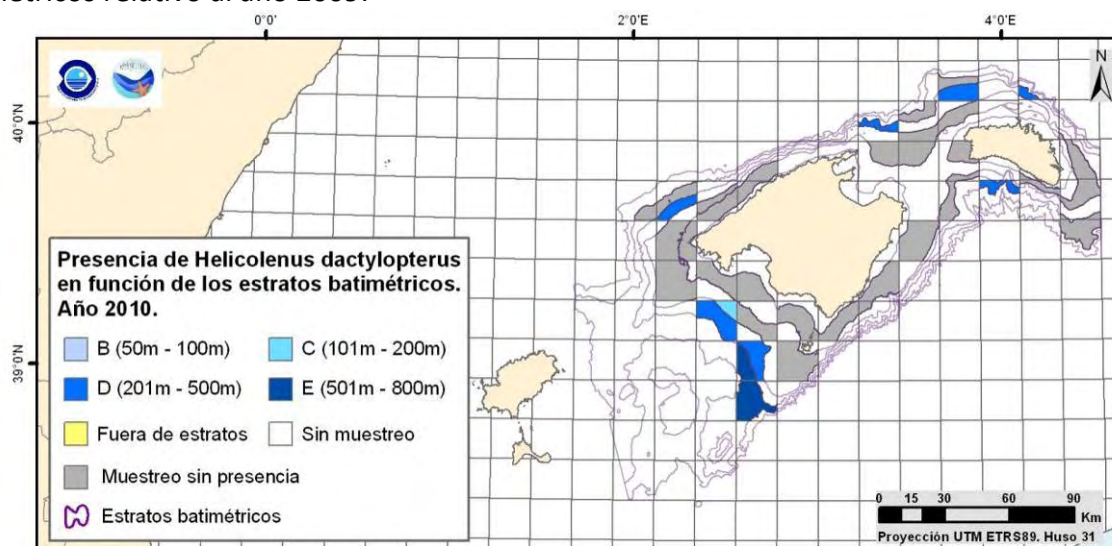 0°0'
2°0'E
4°0'E
N
40°0'N
39°0'N
Presencia de Helicolenus dactylopterus
en función de los estratos batimétricos.
Año 2010.
B (50m - 100m)
C (101m - 200m)
D (201m - 500m)
E (501m - 800m)
Fuera de estratos
Sin muestreo
Muestreo sin presencia
Estratos batimétricos
0 15 30 60 90
Km
Proyección UTM ETRS89. Huso 31